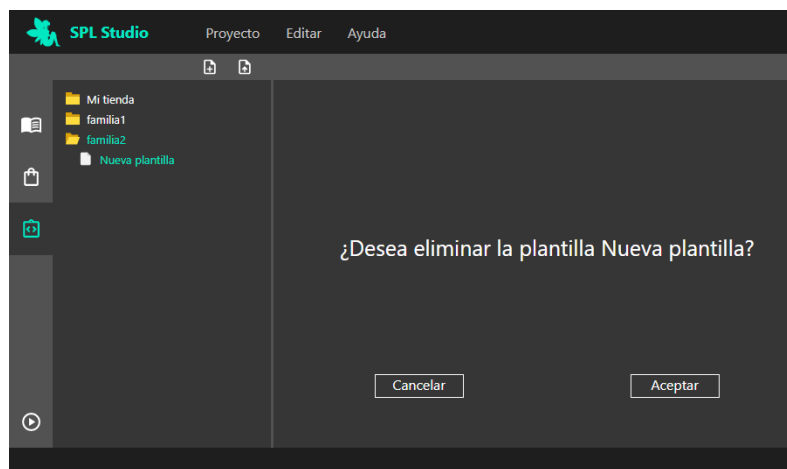 SPL Studio Proyecto Editar Ayuda
Mi tienda
familia1
familia2
Nueva plantilla
¿Desea eliminar la plantilla Nueva plantilla?
Cancelar Aceptar